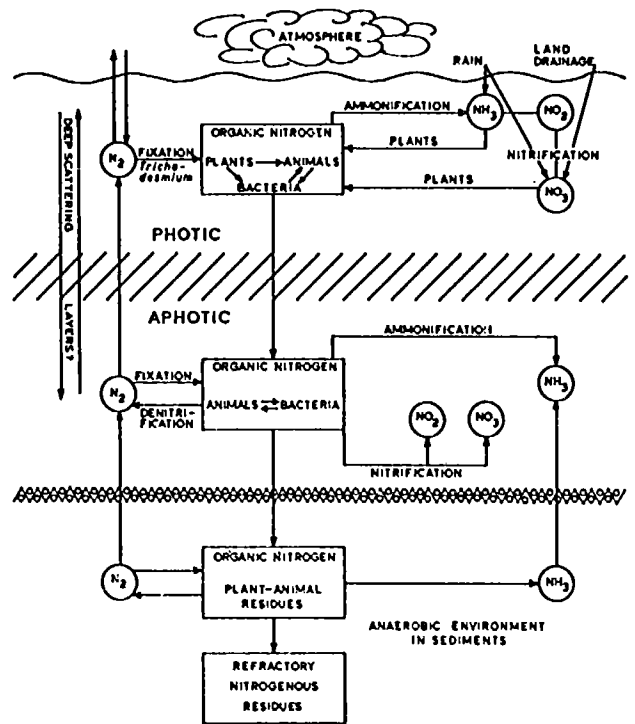 ATMOSPHERE
RAIN
LAND
DRAINAGE
DEEP SCATTERING
LAYERS?
N2
FIXATION
Tricho-
desmium
ORGANIC NITROGEN
PLANTS
ANIMALS
BACTERIA
AMMONIFICATION
NH3
NO2
PLANTS
NITRIFICATION
PLANTS
NO3
PHOTIC
APHOTIC
N2
FIXATION
DENITRI-
FICATION
ORGANIC NITROGEN
ANIMALS
BACTERIA
AMMONIFICATION
NH3
NO2
NO3
NITRIFICATION
N2
ORGANIC NITROGEN
PLANT-ANIMAL
RESIDUES
NH3
ANAEROBIC ENVIRONMENT
IN SEDIMENTS
REFRACTORY
NITROGENOUS
RESIDUES